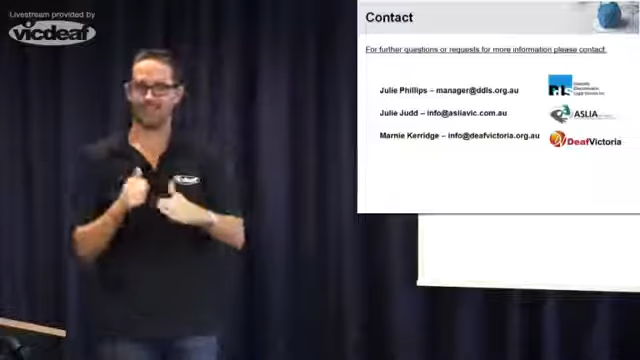 Livestream provided by
vicdeaf
Contact
For further questions or requests for more information please contact:
Julie Phillips – manager@ddls.org.au
Julie Judd – info@asliavic.com.au
ASLIA
Marnie Kerridge – info@deafvictoria.org.au
DeafVictoria
vicdeaf